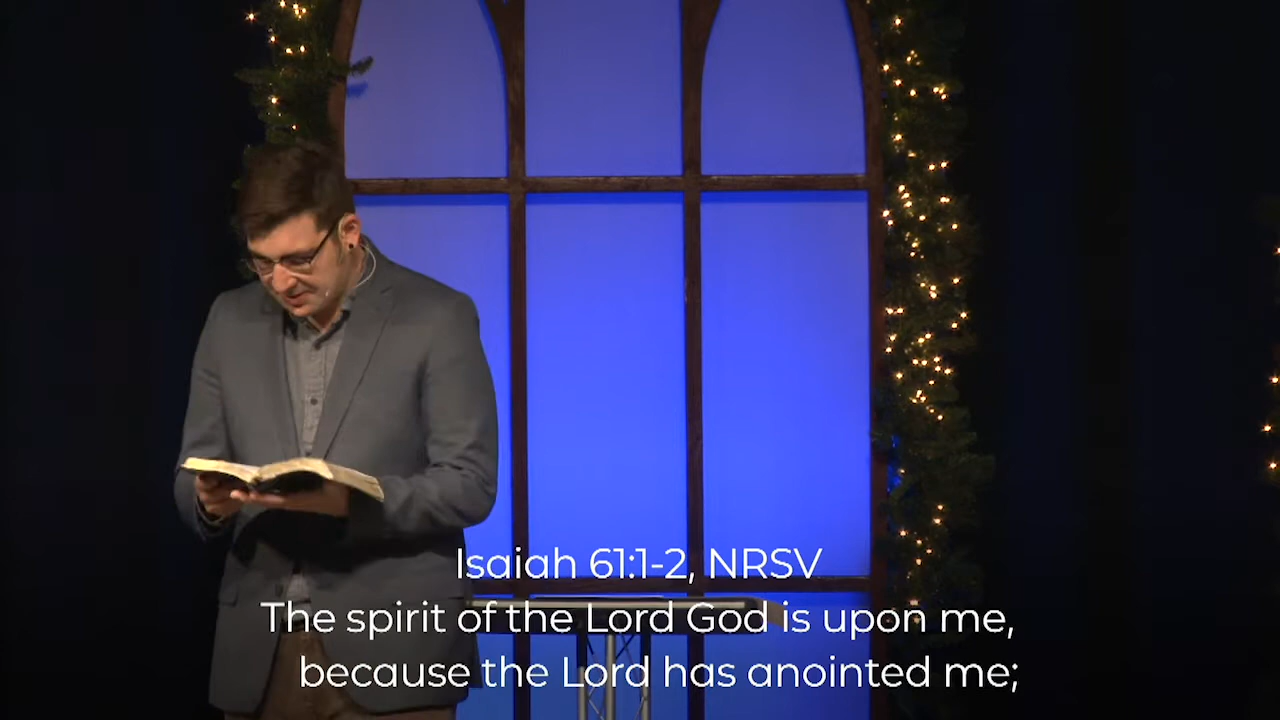 Isaiah 61:1-2, NRSV
The spirit of the Lord God is upon me,
because the Lord has anointed me;